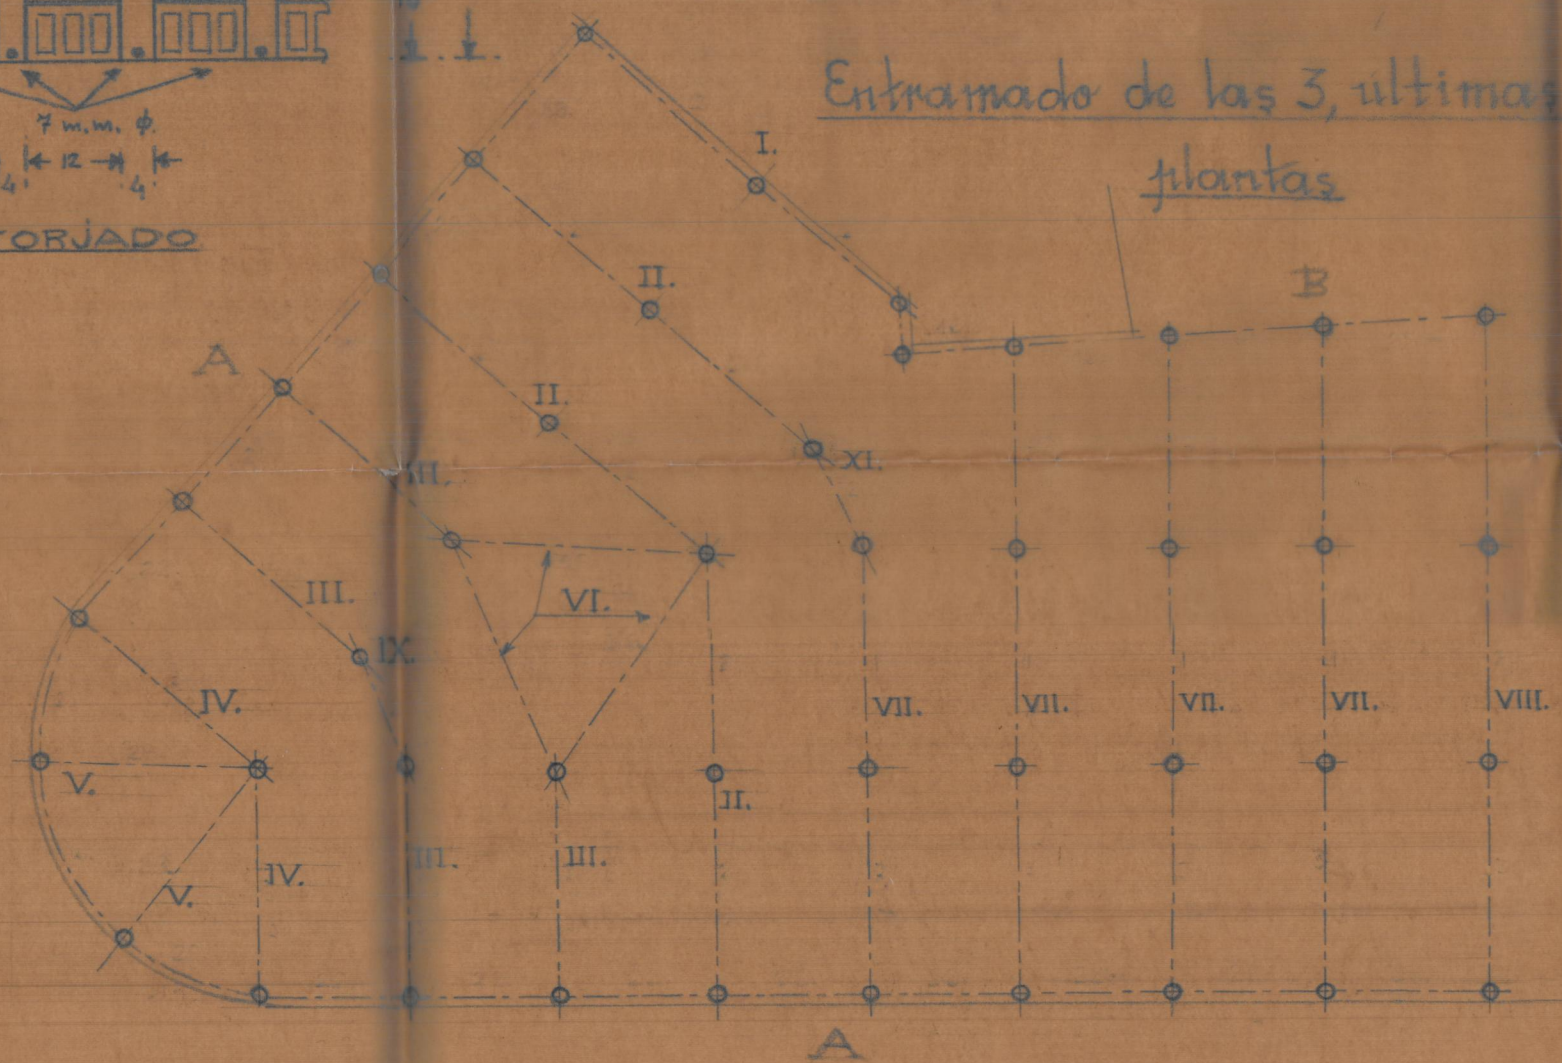 Entramado de las 3, ultimas
plantas
7 m.m. φ.
12
4
4
FORJADO
I.
II.
B
A
II.
XI.
III.
III.
VI.
IX.
IV.
VII.
VII.
VII.
VII.
VIII.
V.
II.
III.
III.
IV.
V.
A